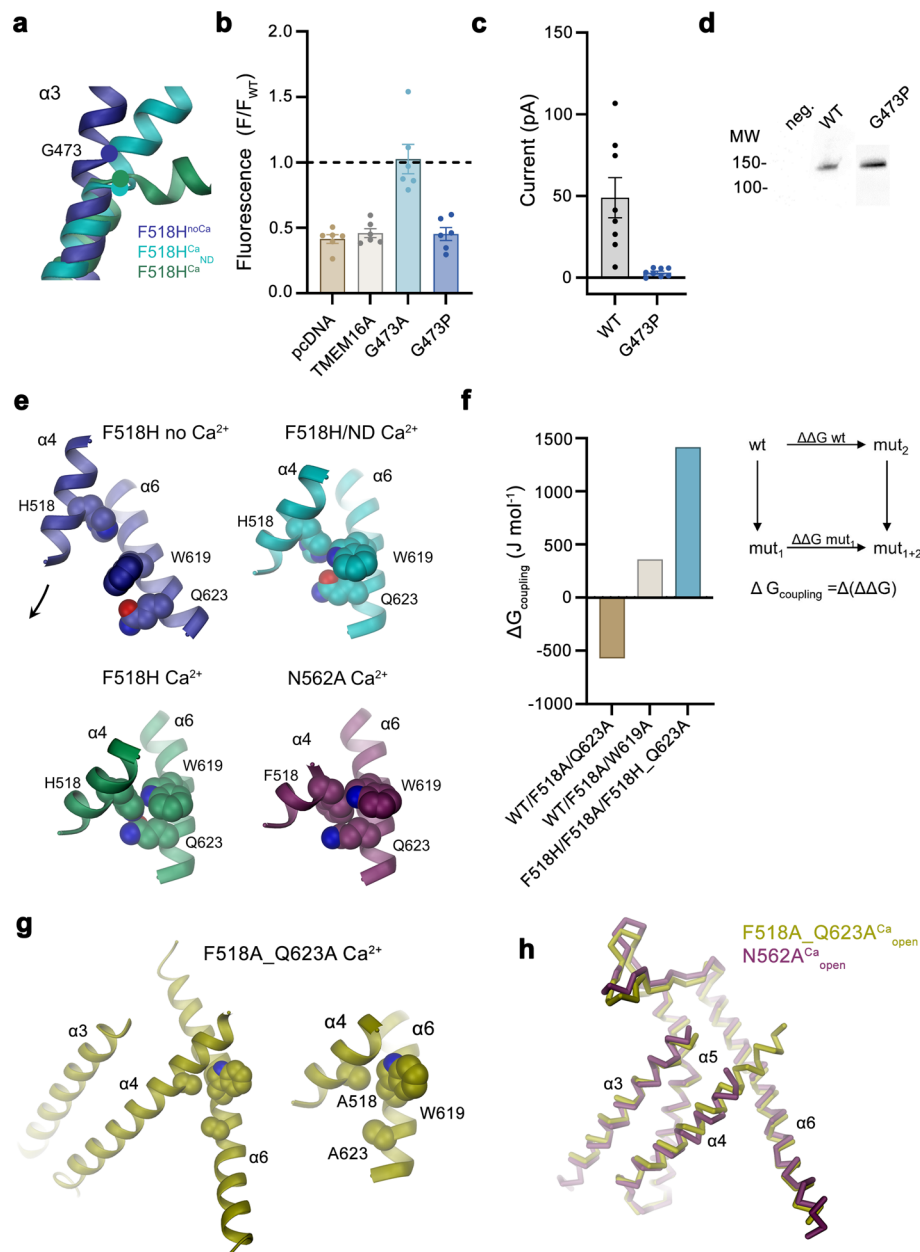 a
α3
G473
F518H^noCa
F518H^Ca_ND
F518H^Ca
b
Fluorescence (F/F_WT)
2.0
1.5
1.0
0.5
0.0
pcDNA
TMEM16A
G473A
G473P
c
Current (pA)
150
100
50
0
WT
G473P
d
neg.
WT
G473P
MW
150-
100-
e
F518H no Ca²⁺
α4
α6
H518
W619
Q623
F518H/ND Ca²⁺
α4
α6
H518
W619
Q623
F518H Ca²⁺
α4
α6
H518
W619
Q623
N562A Ca²⁺
α4
α6
F518
W619
Q623
f
ΔG_coupling (J mol⁻¹)
1500
1000
500
0
-500
-1000
WT/F518A/Q623A
WT/F518A/W619A
F518H/F518A/F518H_Q623A
wt
ΔΔG wt
mut₂
mut₁
ΔΔG mut₁
mut₁₊₂
Δ G_coupling =Δ(ΔΔG)
g
F518A_Q623A Ca²⁺
α3
α4
α6
α4
α6
A518
W619
A623
h
F518A_Q623A^Ca_open
N562A^Ca_open
α3
α5
α4
α6